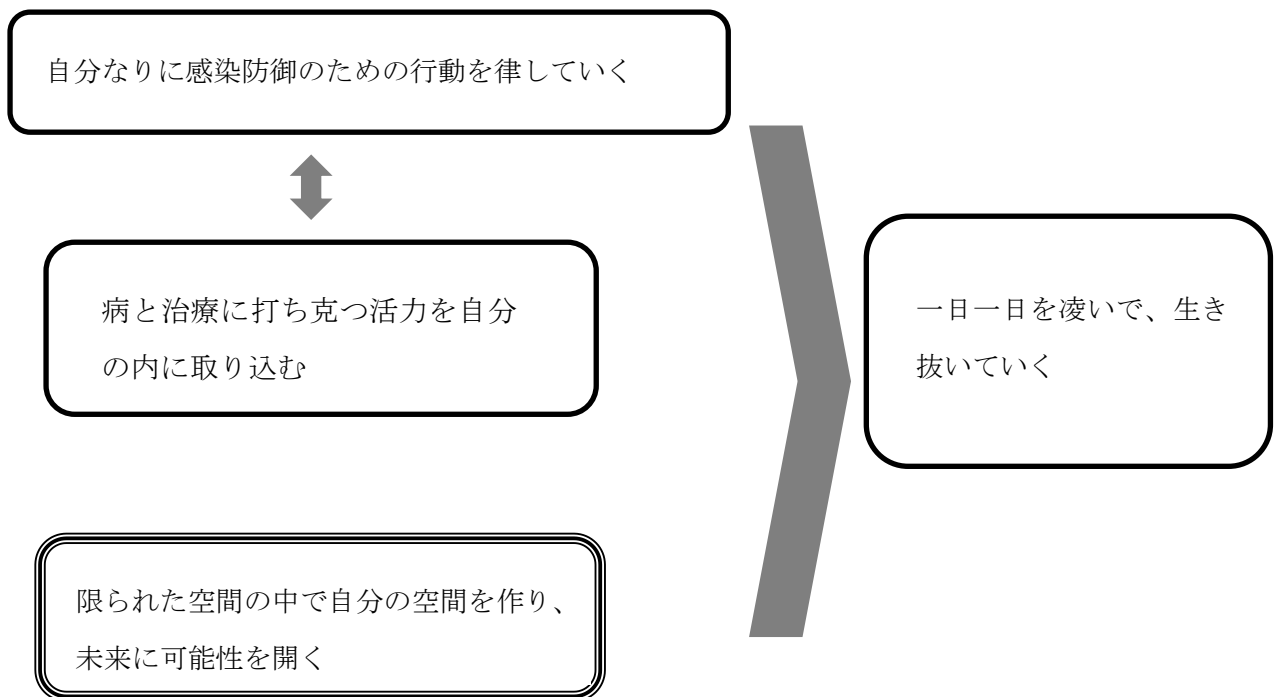 自分なりに感染防御のための行動を律していく
病と治療に打ち克つ活力を自分
の内に取り込む
一日一日を凌いで、生き
抜いていく
限られた空間の中で自分の空間を作り、
未来に可能性を開く